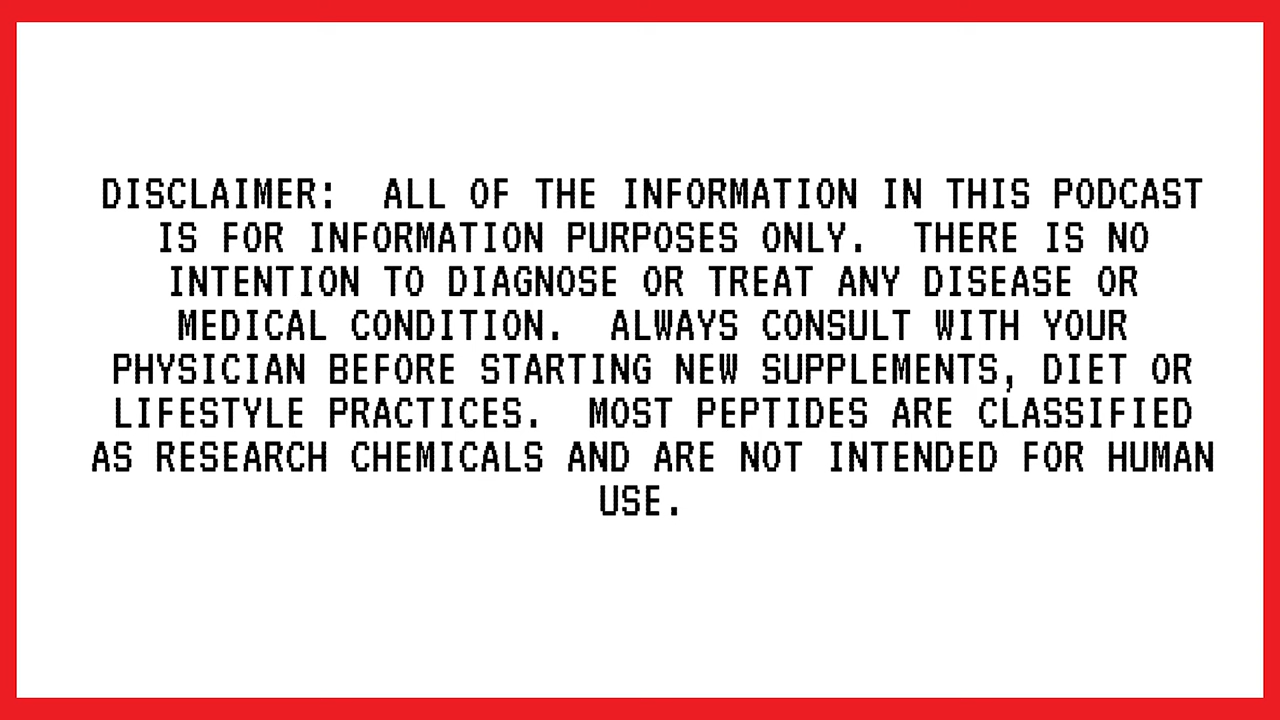 DISCLAIMER:  ALL OF THE INFORMATION IN THIS PODCAST
IS FOR INFORMATION PURPOSES ONLY.  THERE IS NO
INTENTION TO DIAGNOSE OR TREAT ANY DISEASE OR
MEDICAL CONDITION.  ALWAYS CONSULT WITH YOUR
PHYSICIAN BEFORE STARTING NEW SUPPLEMENTS, DIET OR
LIFESTYLE PRACTICES.  MOST PEPTIDES ARE CLASSIFIED
AS RESEARCH CHEMICALS AND ARE NOT INTENDED FOR HUMAN
USE.